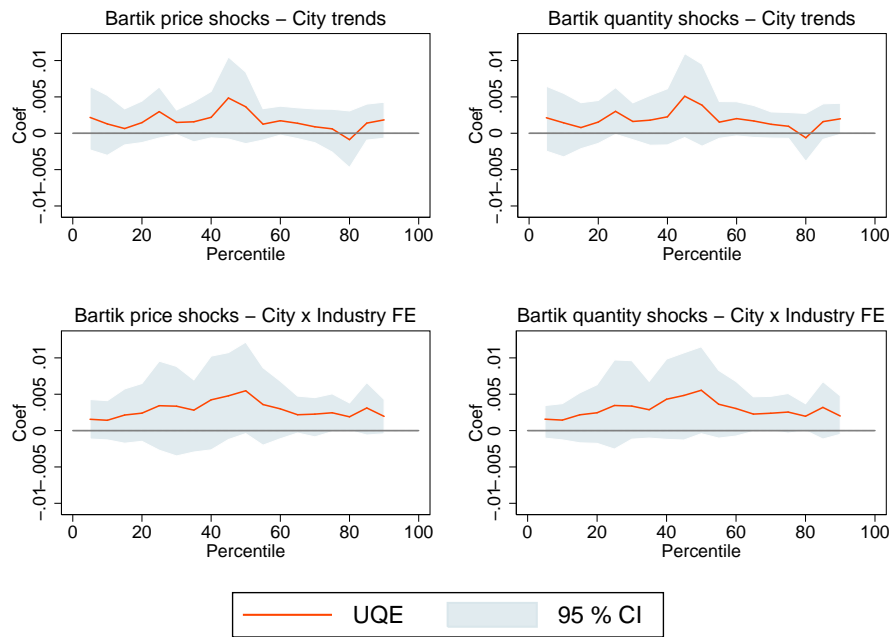 Bartik price shocks – City trends
Coef
.01
.005
0
–.005
–.01
0 20 40 60 80 100
Percentile
Bartik quantity shocks – City trends
Coef
.01
.005
0
–.005
–.01
0 20 40 60 80 100
Percentile
Bartik price shocks – City x Industry FE
Coef
.01
.005
0
–.005
–.01
0 20 40 60 80 100
Percentile
Bartik quantity shocks – City x Industry FE
Coef
.01
.005
0
–.005
–.01
0 20 40 60 80 100
Percentile
UQE 95 % CI